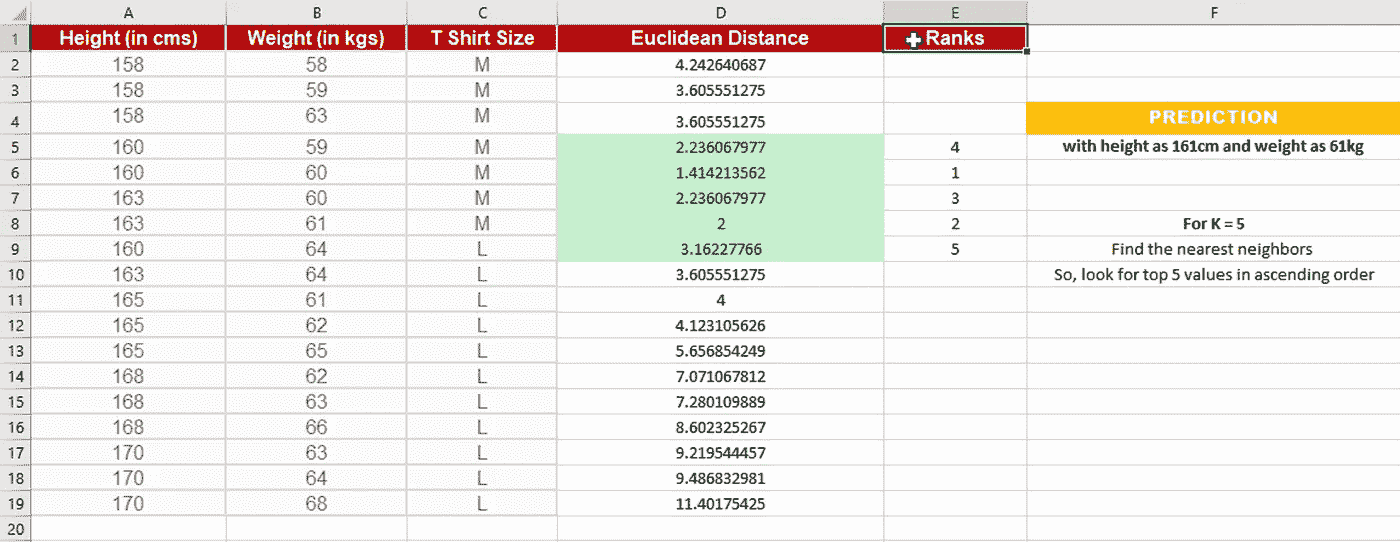 A B C D E F
1 Height (in cms) Weight (in kgs) T Shirt Size Euclidean Distance Ranks
2 158 58 M 4.242640687
3 158 59 M 3.605551275
4 158 63 M 3.605551275 PREDICTION
5 160 59 M 2.236067977 4 with height as 161cm and weight as 61kg
6 160 60 M 1.414213562 1
7 163 60 M 2.236067977 3
8 163 61 M 2 2 For K = 5
9 160 64 L 3.16227766 5 Find the nearest neighbors
10 163 64 L 3.605551275 So, look for top 5 values in ascending order
11 165 61 L 4
12 165 62 L 4.123105626
13 165 65 L 5.656854249
14 168 62 L 7.071067812
15 168 63 L 7.280109889
16 168 66 L 8.602325267
17 170 63 L 9.219544457
18 170 64 L 9.486832981
19 170 68 L 11.40175425
20